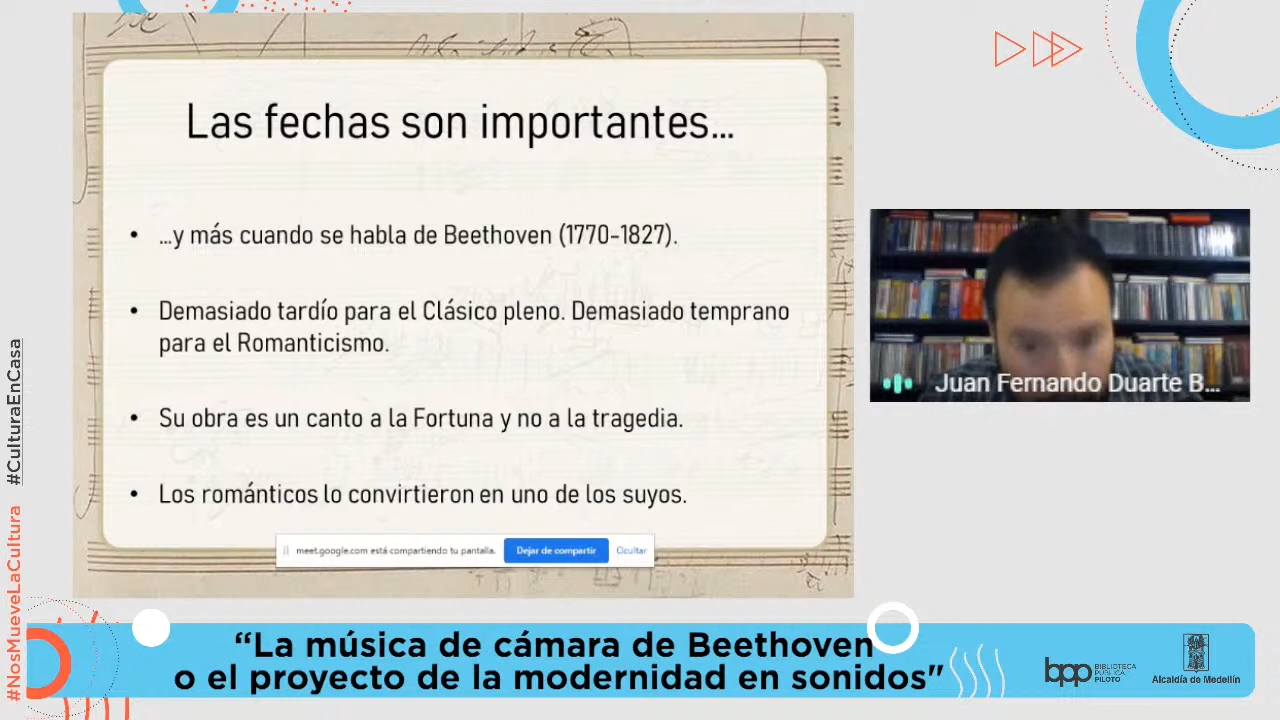 Las fechas son importantes...
• ...y más cuando se habla de Beethoven (1770-1827).
• Demasiado tardío para el Clásico pleno. Demasiado temprano
para el Romanticismo.
• Su obra es un canto a la Fortuna y no a la tragedia.
• Los románticos lo convirtieron en uno de los suyos.
meet.google.com está compartiendo tu pantalla.
Dejar de compartir
Ocultar
Juan Fernando Duarte B...
#NosMueveLaCultura #CulturaEnCasa
“La música de cámara de Beethoven
o el proyecto de la modernidad en sonidos"
bpp
BIBLIOTECA
PÚBLICA
PILOTO
Alcaldía de Medellín